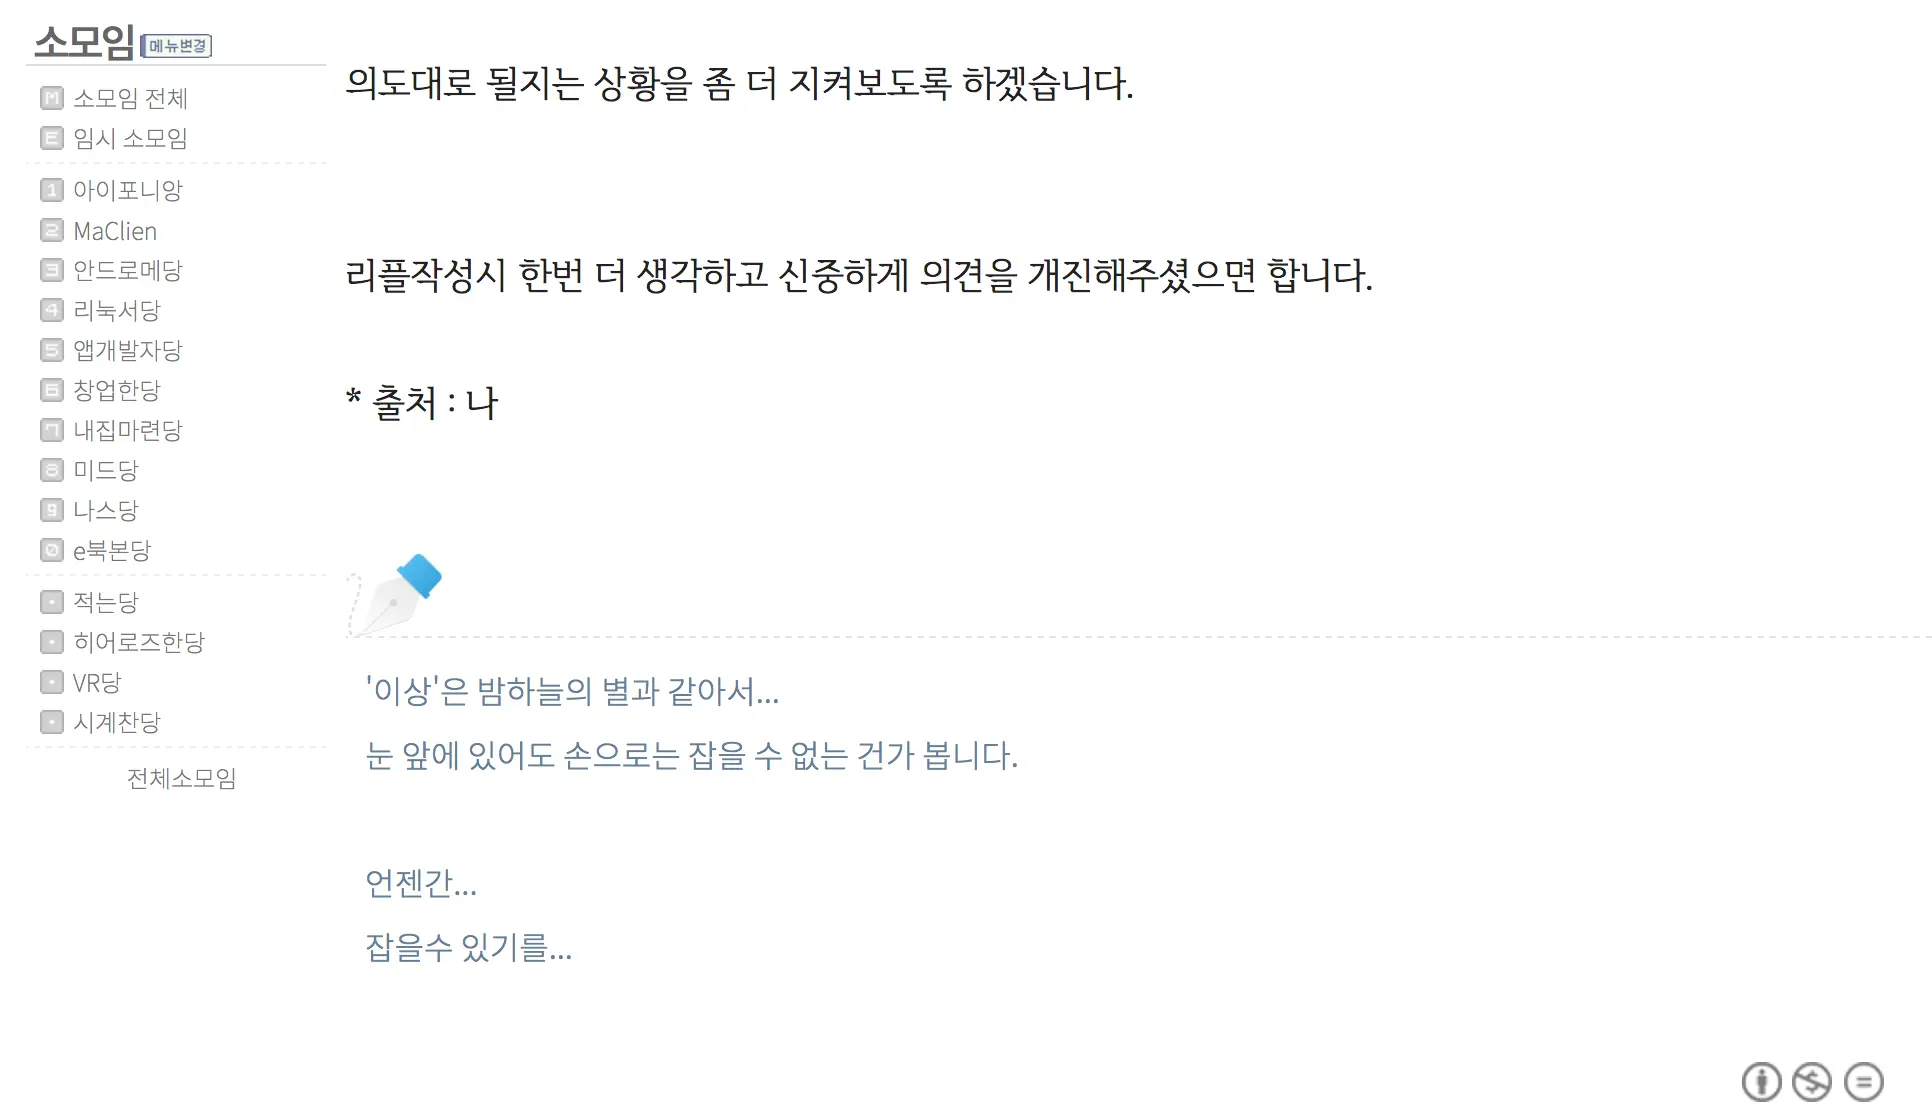 소모임 메뉴변경
M 소모임 전체
E 임시 소모임
1 아이포니앙
2 MaClien
3 안드로메당
4 리눅서당
5 앱개발자당
6 창업한당
7 내집마련당
8 미드당
9 나스당
0 e북본당
적는당
히어로즈한당
VR당
시계찬당
전체소모임
의도대로 될지는 상황을 좀 더 지켜보도록 하겠습니다.
리플작성시 한번 더 생각하고 신중하게 의견을 개진해주셨으면 합니다.
* 출처 : 나
'이상'은 밤하늘의 별과 같아서...
눈 앞에 있어도 손으로는 잡을 수 없는 건가 봅니다.
언젠간...
잡을수 있기를...